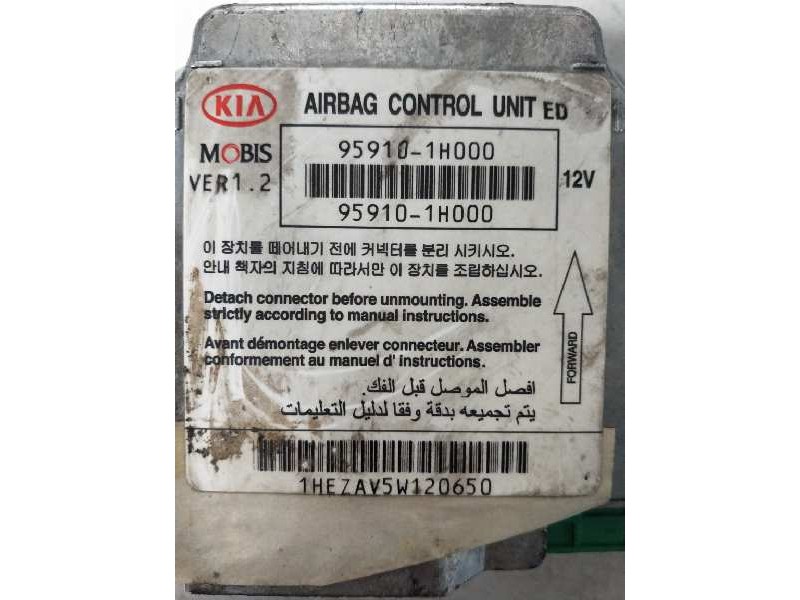 KIA AIRBAG CONTROL UNIT ED
MOBIS
VER1.2
95910-1H000
12V
95910-1H000
이 장치를 떼어내기 전에 커넥터를 분리 시키시오.
안내 책자의 지침에 따라서만 이 장치를 조립하십시오.
Detach connector before unmounting. Assemble
strictly according to manual instructions.
Avant démontage enlever connecteur. Assembler
conformement au manuel d' instructions.
افصل الموصل قبل الفك.
يتم تجميعه بدقة وفقا لدليل التعليمات
FORWARD
1HEZAV5W120650